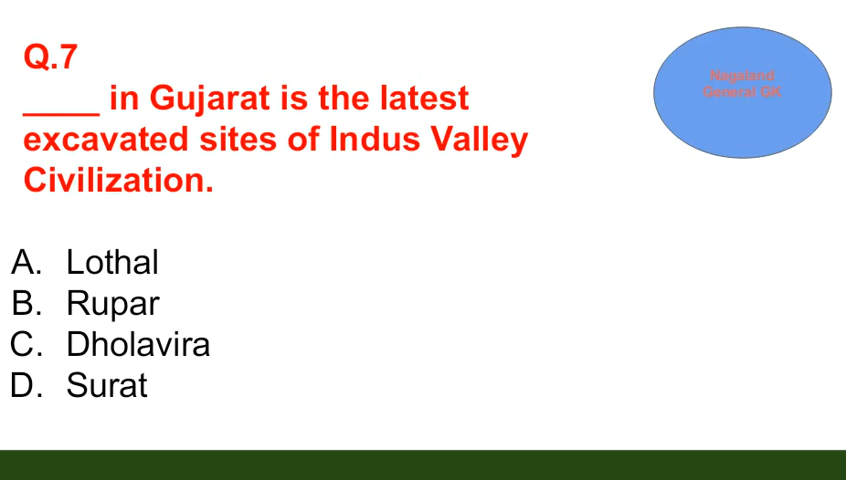 Q.7
____ in Gujarat is the latest
excavated sites of Indus Valley
Civilization.
Nagaland
General GK
A. Lothal
B. Rupar
C. Dholavira
D. Surat